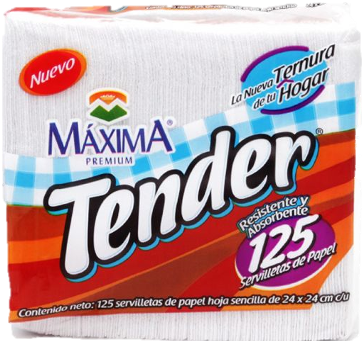 Nuevo
La Nueva Ternura
de tu Hogar
MÁXIMA®
PREMIUM
Tender®
Resistente y
Absorbente
125
Servilletas de Papel
Contenido neto: 125 servilletas de papel hoja sencilla de 24 x 24 cm c/u